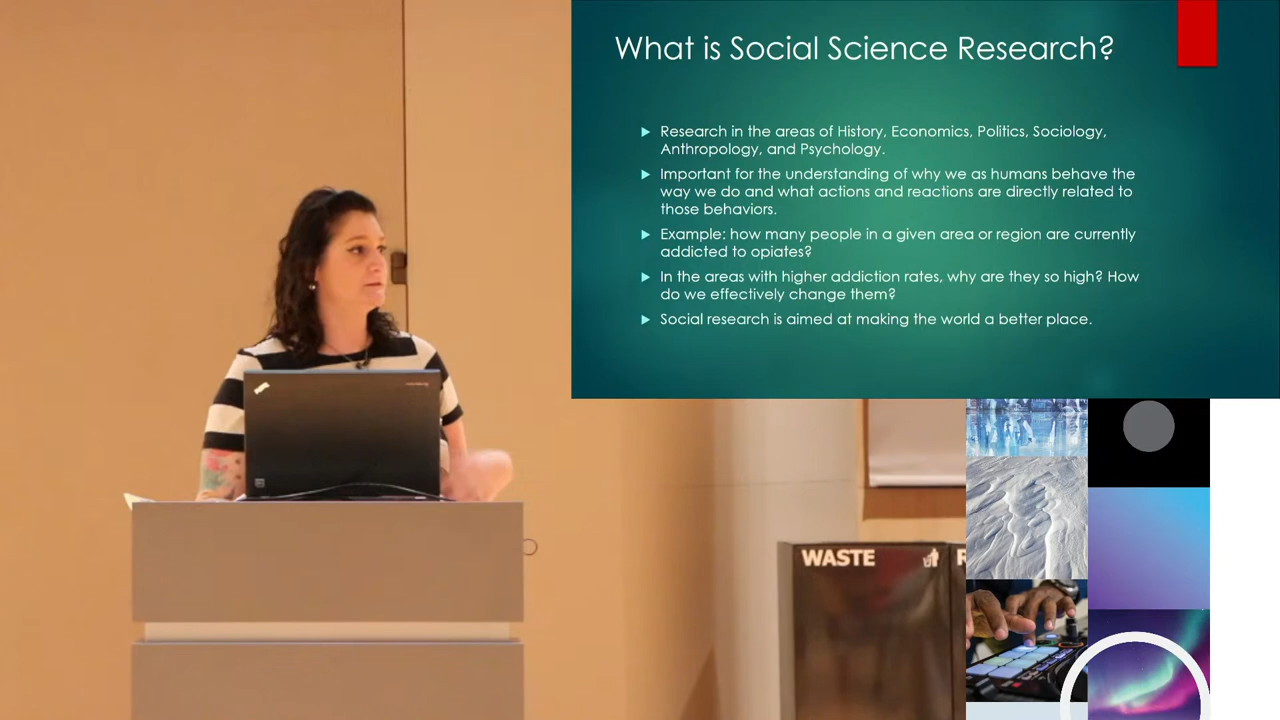 What is Social Science Research?
Research in the areas of History, Economics, Politics, Sociology,
Anthropology, and Psychology.
Important for the understanding of why we as humans behave the
way we do and what actions and reactions are directly related to
those behaviors.
Example: how many people in a given area or region are currently
addicted to opiates?
In the areas with higher addiction rates, why are they so high? How
do we effectively change them?
Social research is aimed at making the world a better place.
WASTE
R